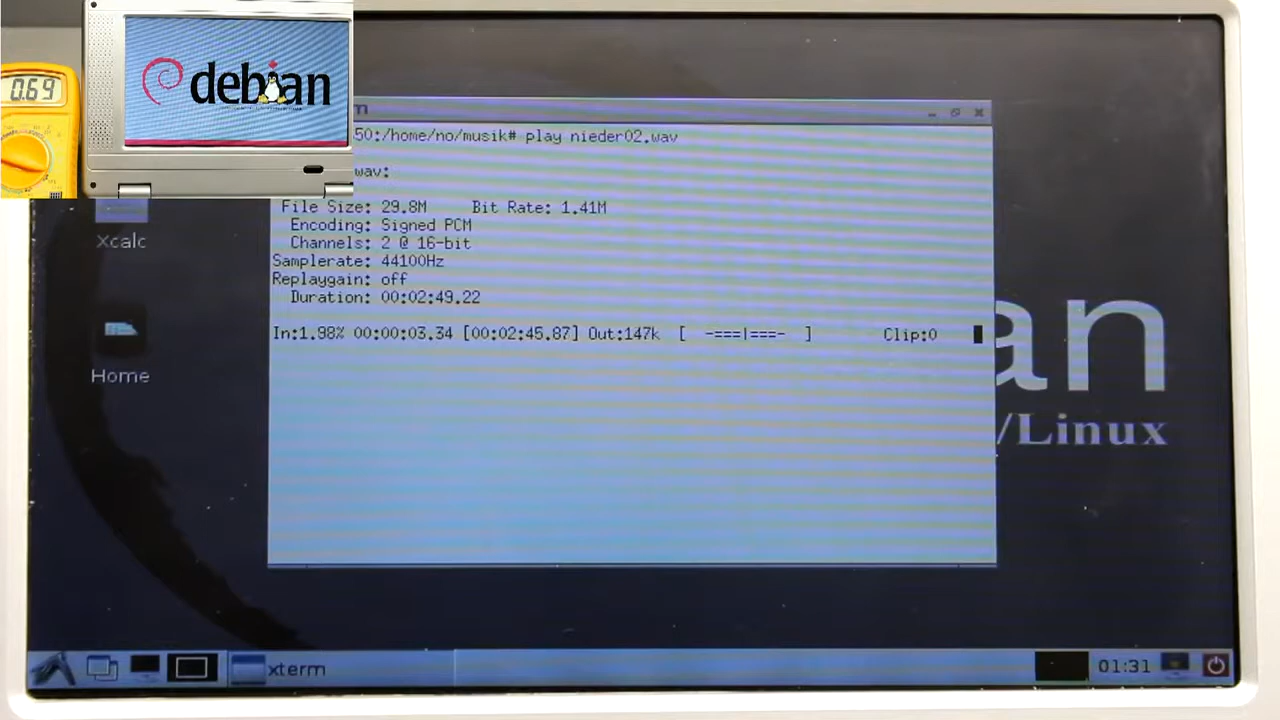 0.69
debian
50:/home/no/musik# play nieder02.wav
wav:
File Size: 29.8M Bit Rate: 1.41M
Encoding: Signed PCM
Channels: 2 @ 16-bit
Samplerate: 44100Hz
Replaygain: off
Duration: 00:02:49.22
In:1.98% 00:00:03.34 [00:02:45.87] Out:147k [ -===|===- ] Clip:0
Xcalc
Home
an
/Linux
xterm
01:31